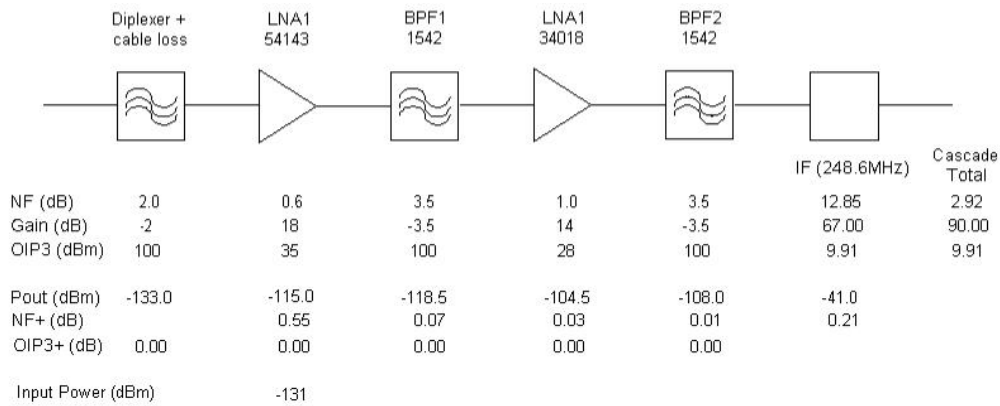 Diplexer + LNA1 BPF1 LNA1 BPF2
cable loss 54143 1542 34018 1542
IF (248.6MHz) Cascade
Total
NF (dB) 2.0 0.6 3.5 1.0 3.5 12.85 2.92
Gain (dB) -2 18 -3.5 14 -3.5 67.00 90.00
OIP3 (dBm) 100 35 100 28 100 9.91 9.91
Pout (dBm) -133.0 -115.0 -118.5 -104.5 -108.0 -41.0
NF+ (dB) 0.55 0.07 0.03 0.01 0.21
OIP3+ (dB) 0.00 0.00 0.00 0.00 0.00
Input Power (dBm) -131